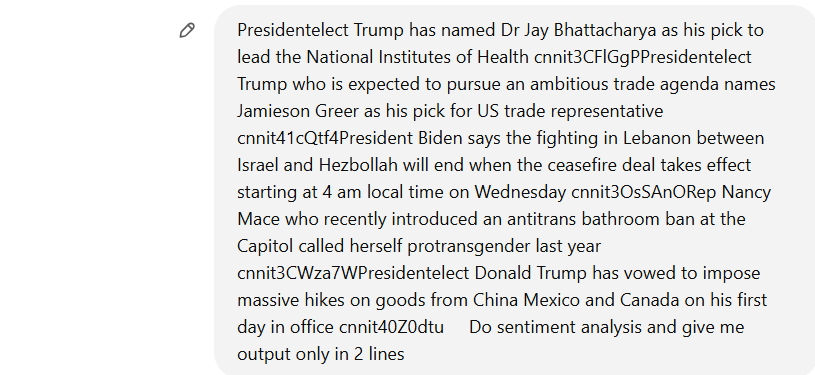 Presidentelect Trump has named Dr Jay Bhattacharya as his pick to
lead the National Institutes of Health cnnit3CFlGgPPresidentelect
Trump who is expected to pursue an ambitious trade agenda names
Jamieson Greer as his pick for US trade representative
cnnit41cQtf4President Biden says the fighting in Lebanon between
Israel and Hezbollah will end when the ceasefire deal takes effect
starting at 4 am local time on Wednesday cnnit3OsSAnORep Nancy
Mace who recently introduced an antitrans bathroom ban at the
Capitol called herself protransgender last year
cnnit3CWza7WPresidentelect Donald Trump has vowed to impose
massive hikes on goods from China Mexico and Canada on his first
day in office cnnit40Z0dtu     Do sentiment analysis and give me
output only in 2 lines